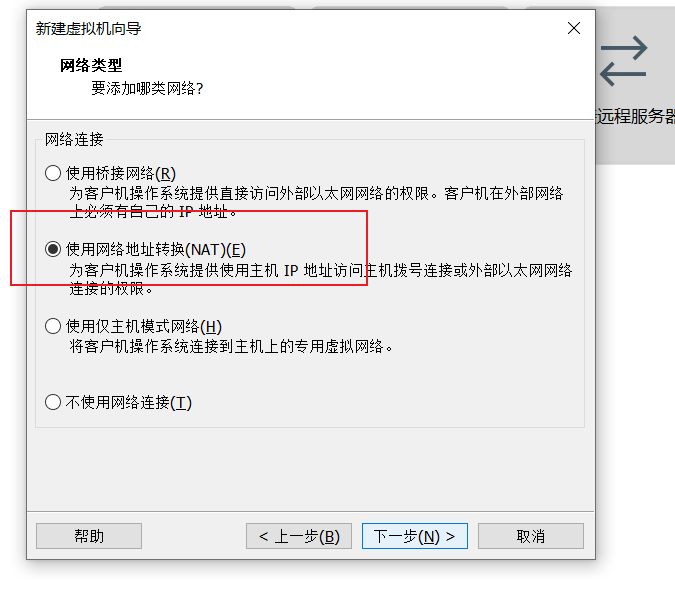 新建虚拟机向导
网络类型
要添加哪类网络?
远程服务器
网络连接
使用桥接网络(R)
为客户机操作系统提供直接访问外部以太网网络的权限。客户机在外部网络
上必须有自己的 IP 地址。
使用网络地址转换(NAT)(E)
为客户机操作系统提供使用主机 IP 地址访问主机拨号连接或外部以太网网络
连接的权限。
使用仅主机模式网络(H)
将客户机操作系统连接到主机上的专用虚拟网络。
不使用网络连接(T)
帮助
< 上一步(B)
下一步(N) >
取消